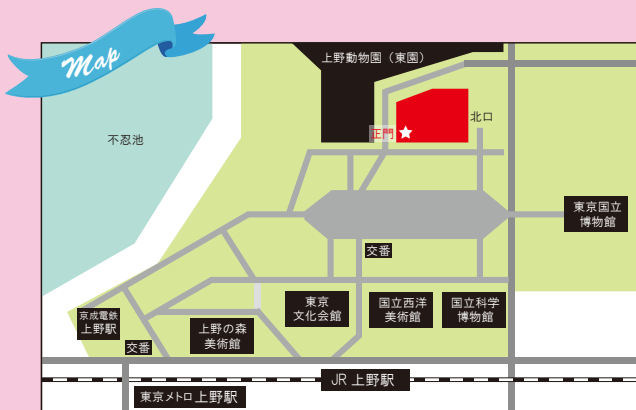 Map
上野動物園（東園）
北口
正門
不忍池
東京国立
博物館
交番
東京
文化会館
国立西洋
美術館
国立科学
博物館
京成電鉄
上野駅
上野の森
美術館
交番
JR 上野駅
東京メトロ上野駅